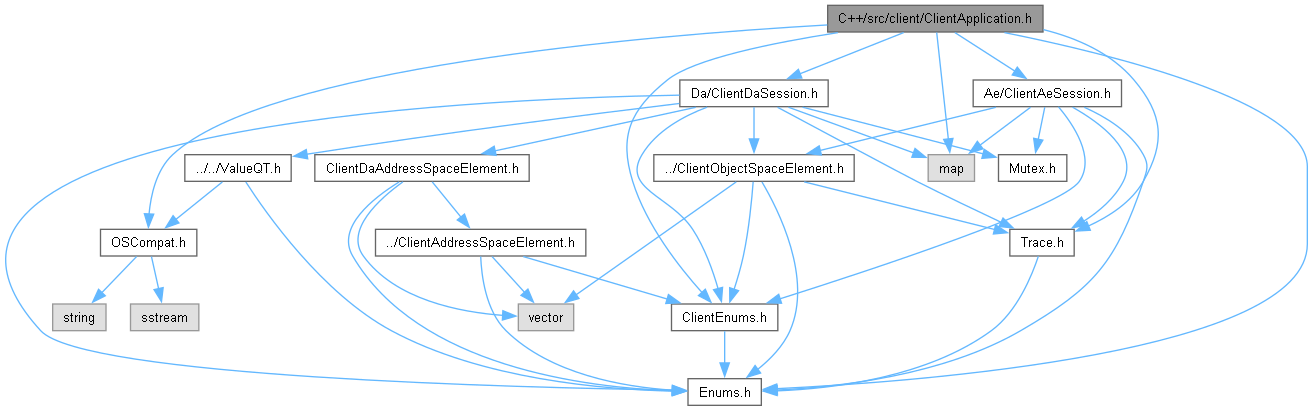 C++/src/client/ClientApplication.h
Da/ClientDaSession.h
Ae/ClientAeSession.h
../../ValueQT.h
ClientDaAddressSpaceElement.h
../ClientObjectSpaceElement.h
map
Mutex.h
OSCompat.h
../ClientAddressSpaceElement.h
Trace.h
string
sstream
vector
ClientEnums.h
Enums.h